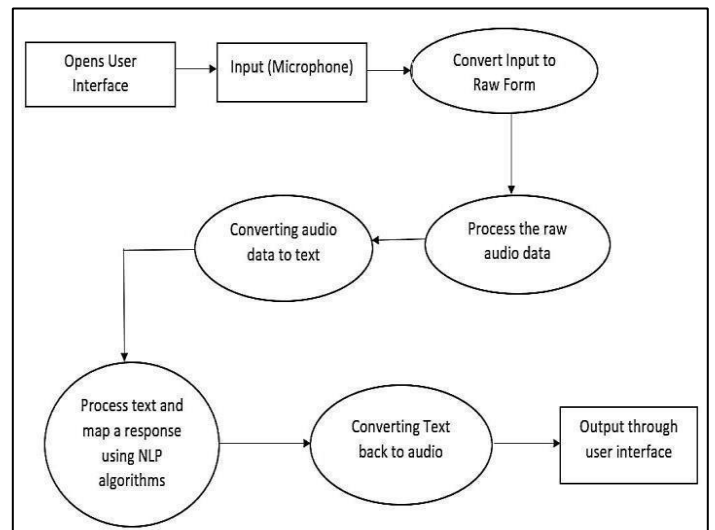 Opens User
Interface
Input (Microphone)
Convert Input to
Raw Form
Process the raw
audio data
Converting audio
data to text
Process text and
map a response
using NLP
algorithms
Converting Text
back to audio
Output through
user interface